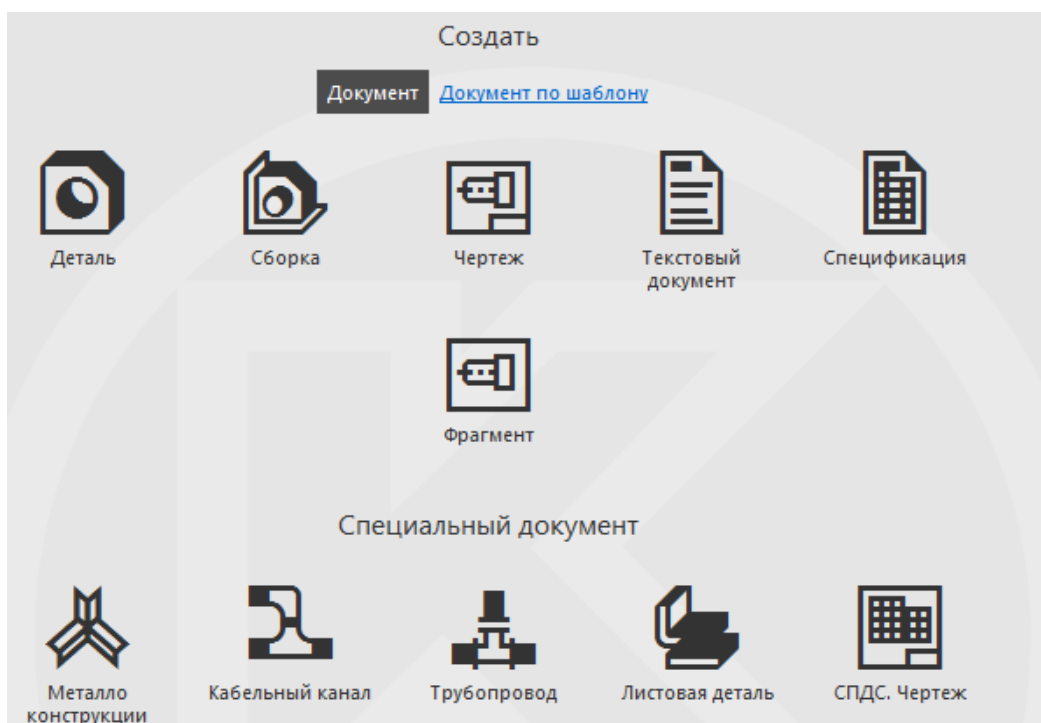 Создать
Документ Документ по шаблону
Деталь Сборка Чертеж Текстовый Спецификация
документ
Фрагмент
Специальный документ
Металло Кабельный канал Трубопровод Листовая деталь СПДС. Чертеж
конструкции